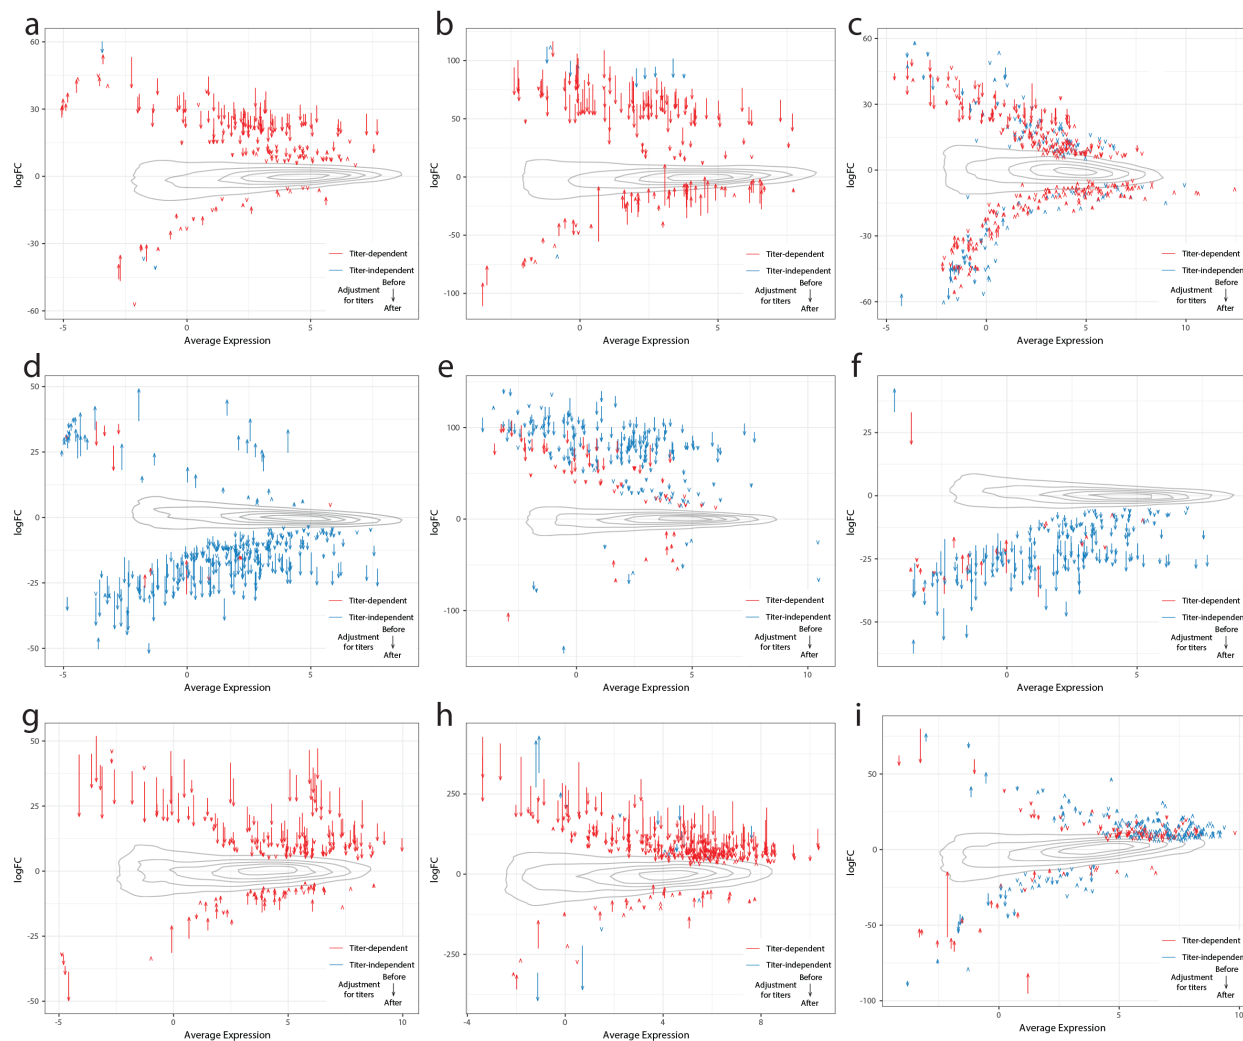 a
60
30
0
-30
-60
logFC
-5
0
5
Average Expression
Titer-dependent
Titer-independent
Before
Adjustment
for titers
After
b
100
50
0
-50
-100
logFC
0
5
Average Expression
Titer-dependent
Titer-independent
Before
Adjustment
for titers
After
c
60
30
0
-30
-60
logFC
-5
0
5
10
Average Expression
Titer-dependent
Titer-independent
Before
Adjustment
for titers
After
d
50
25
0
-25
-50
logFC
-5
0
5
Average Expression
Titer-dependent
Titer-independent
Before
Adjustment
for titers
After
e
100
0
-100
logFC
0
5
10
Average Expression
Titer-dependent
Titer-independent
Before
Adjustment
for titers
After
f
25
0
-25
-50
logFC
0
5
Average Expression
Titer-dependent
Titer-independent
Before
Adjustment
for titers
After
g
50
25
0
-25
-50
logFC
-5
0
5
10
Average Expression
Titer-dependent
Titer-independent
Before
Adjustment
for titers
After
h
250
0
-250
logFC
-4
0
4
8
Average Expression
Titer-dependent
Titer-independent
Before
Adjustment
for titers
After
i
50
0
-50
-100
logFC
0
5
10
Average Expression
Titer-dependent
Titer-independent
Before
Adjustment
for titers
After